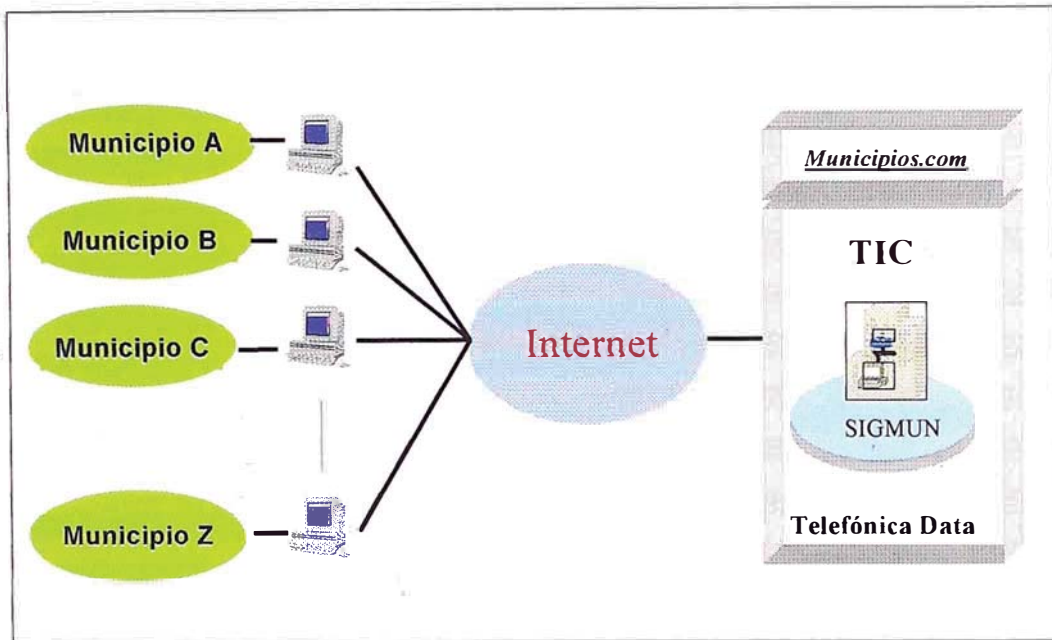 Municipio A
Municipio B
Municipio C
Municipio Z
Internet
Municipios.com
TIC
SIGMUN
Telefónica Data